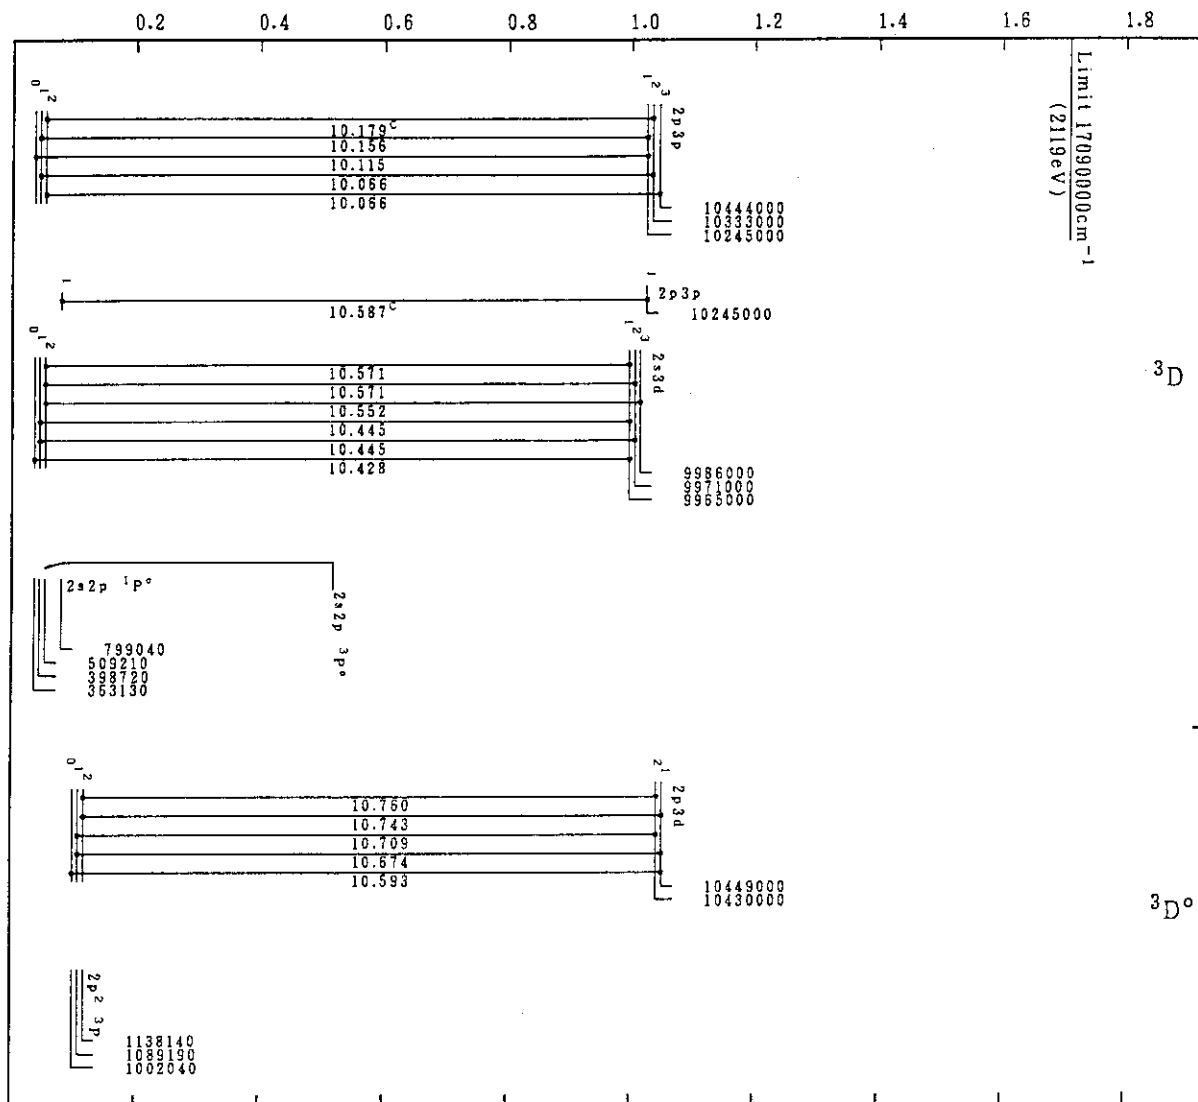 0.2 0.4 0.6 0.8 1.0 1.2 1.4 1.6 1.8
Limit 17090000cm⁻¹
(2119eV)
0 1 2
1 2 3
2p3p
10.179ᶜ
10.156
10.115
10.066
10.066
10444000
10333000
10245000
1
1
2p3p
10.587ᶜ
10245000
0 1 2
1 2 3
2s3d
10.571
10.571
10.552
10.445
10.445
10.428
9986000
9971000
9965000
³D
2s2p ¹P°
2s2p ³P°
799040
509210
398720
363130
0 1 2
2 1
2p3d
10.760
10.743
10.709
10.674
10.593
10449000
10430000
³D°
2p² ³P
1138140
1089190
1002040